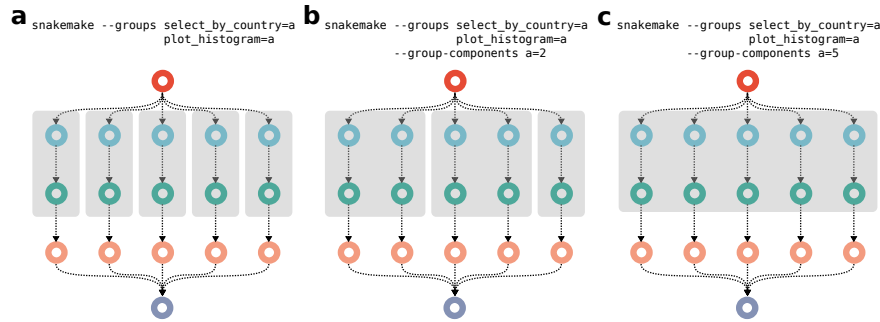 a
snakemake --groups select_by_country=a
plot_histogram=a
b
snakemake --groups select_by_country=a
plot_histogram=a
--group-components a=2
c
snakemake --groups select_by_country=a
plot_histogram=a
--group-components a=5